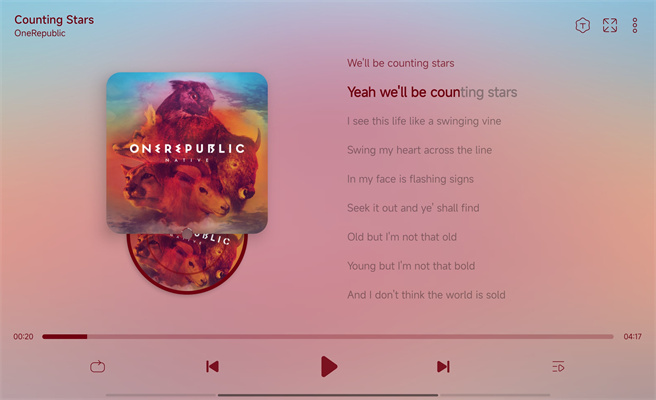 Counting Stars
OneRepublic
T
ONEREPUBLIC
NATIVE
We'll be counting stars
Yeah we'll be counting stars
I see this life like a swinging vine
Swing my heart across the line
In my face is flashing signs
Seek it out and ye' shall find
Old but I'm not that old
Young but I'm not that bold
And I don't think the world is sold
00:20
04:17